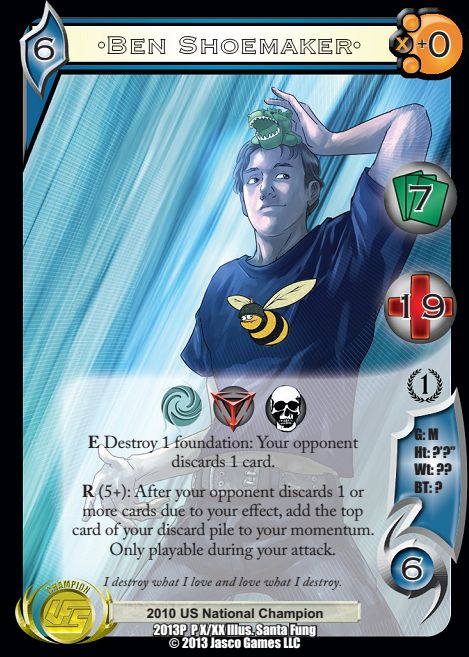 6
·BEN SHOEMAKER·
X +0
7
19
1
G: M
Ht: ?'?"
Wt: ??
BT: ?
6
E Destroy 1 foundation: Your opponent
discards 1 card.
R (5+): After your opponent discards 1 or
more cards due to your effect, add the top
card of your discard pile to your momentum.
Only playable during your attack.
I destroy what I love and love what I destroy.
CHAMPION
UFS
2010 US National Champion
2013P P X/XX Illus. Santa Fung
© 2013 Jasco Games LLC